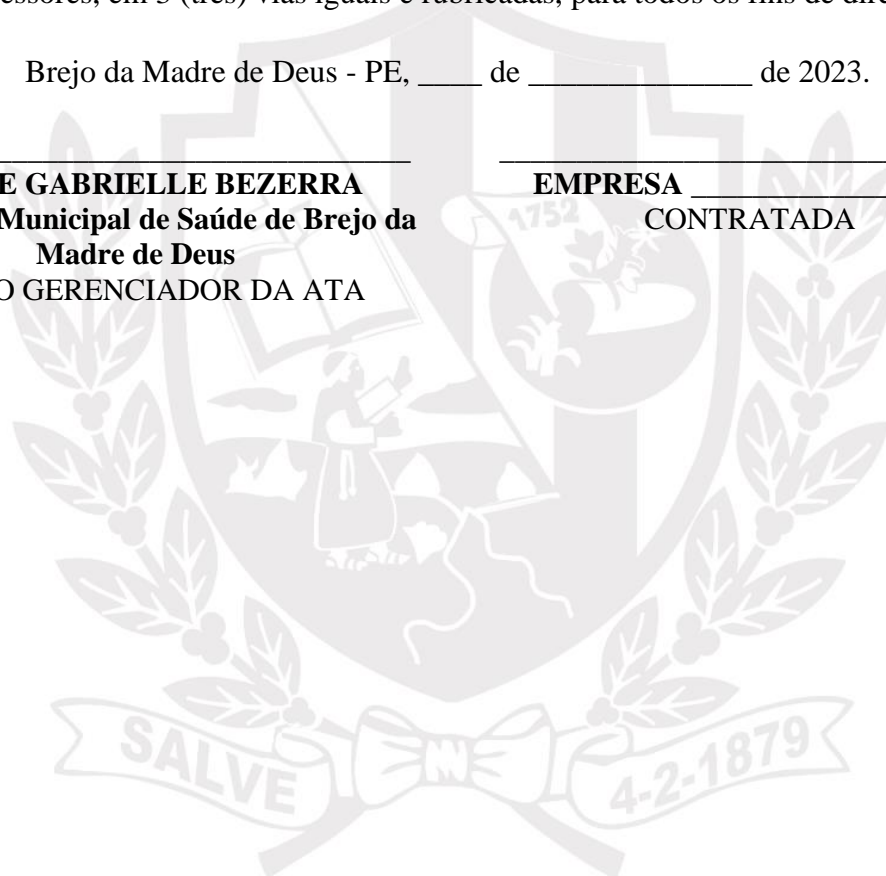 essores, em 3 (três) vias iguais e rubricadas, para todos os fins de dire
Brejo da Madre de Deus - PE, ____ de ______________ de 2023.
E GABRIELLE BEZERRA
Municipal de Saúde de Brejo da
Madre de Deus
O GERENCIADOR DA ATA
EMPRESA ____________
CONTRATADA
1752
SALVE
4-2-1879